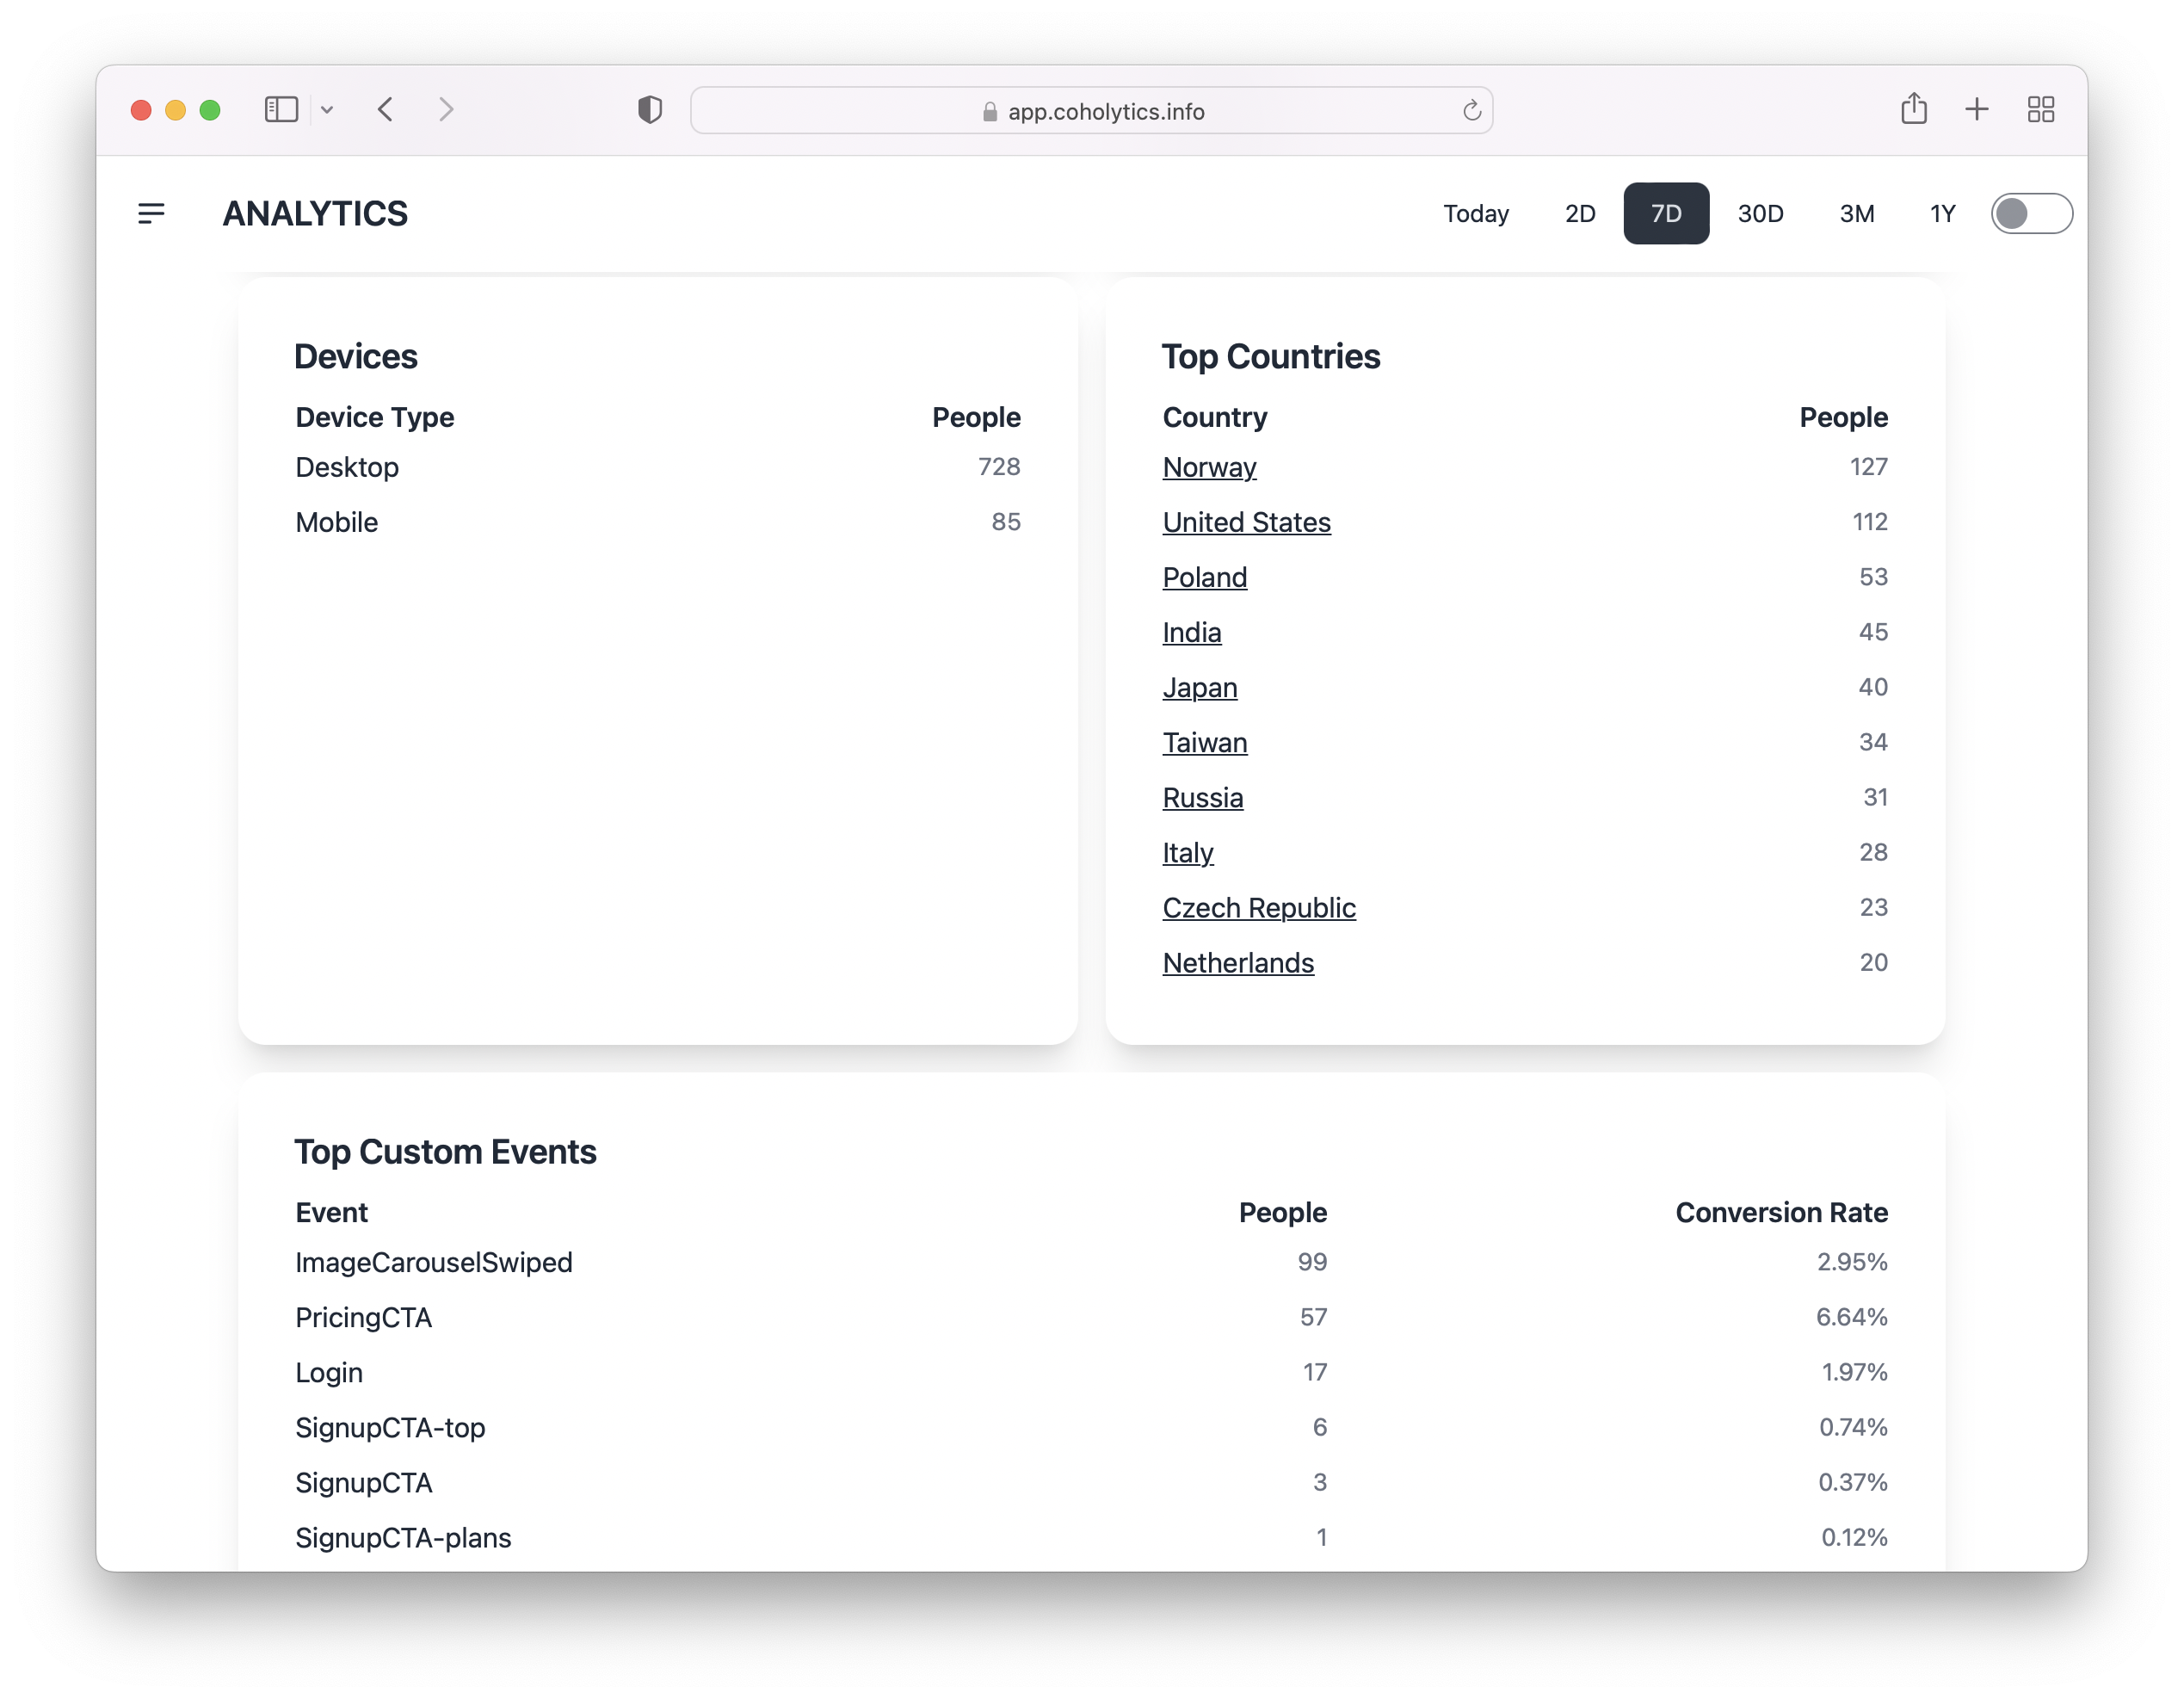 app.coholytics.info
ANALYTICS Today 2D 7D 30D 3M 1Y
Devices
Device Type People
Desktop 728
Mobile 85
Top Countries
Country People
Norway 127
United States 112
Poland 53
India 45
Japan 40
Taiwan 34
Russia 31
Italy 28
Czech Republic 23
Netherlands 20
Top Custom Events
Event People Conversion Rate
ImageCarouselSwiped 99 2.95%
PricingCTA 57 6.64%
Login 17 1.97%
SignupCTA-top 6 0.74%
SignupCTA 3 0.37%
SignupCTA-plans 1 0.12%